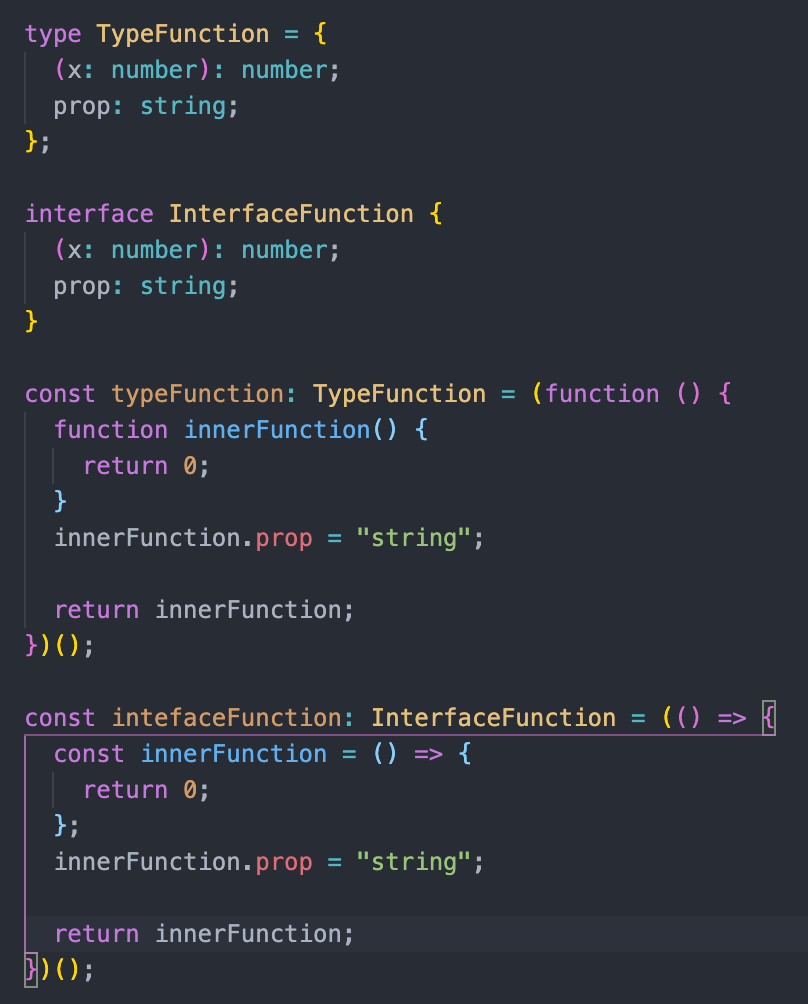 type TypeFunction = {
  (x: number): number;
  prop: string;
};

interface InterfaceFunction {
  (x: number): number;
  prop: string;
}

const typeFunction: TypeFunction = (function () {
  function innerFunction() {
    return 0;
  }
  innerFunction.prop = "string";

  return innerFunction;
})();

const intefaceFunction: InterfaceFunction = (() => {
  const innerFunction = () => {
    return 0;
  };
  innerFunction.prop = "string";

  return innerFunction;
})();